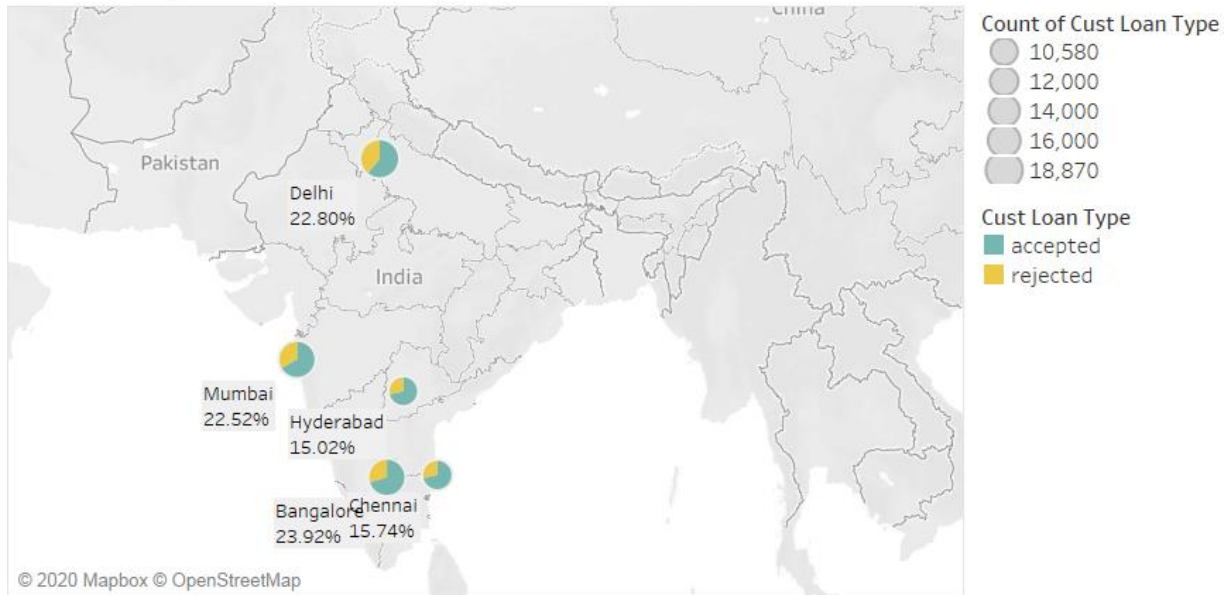 China
Pakistan
Delhi
22.80%
India
Mumbai
22.52%
Hyderabad
15.02%
Bangalore
23.92%
Chennai
15.74%
© 2020 Mapbox © OpenStreetMap
Count of Cust Loan Type
10,580
12,000
14,000
16,000
18,870
Cust Loan Type
accepted
rejected